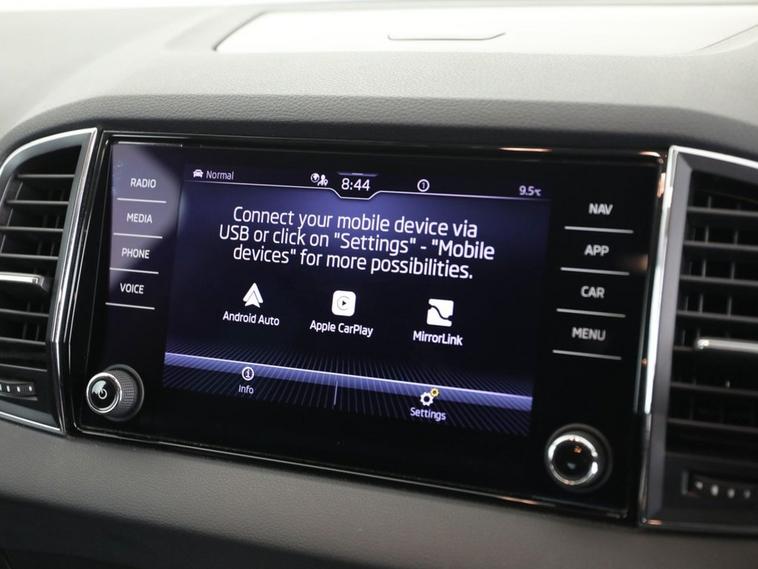 RADIO
MEDIA
PHONE
VOICE
Normal
8:44
9.5°C
Connect your mobile device via
USB or click on "Settings" - "Mobile
devices" for more possibilities.
Android Auto
Apple CarPlay
MirrorLink
Info
Settings
NAV
APP
CAR
MENU